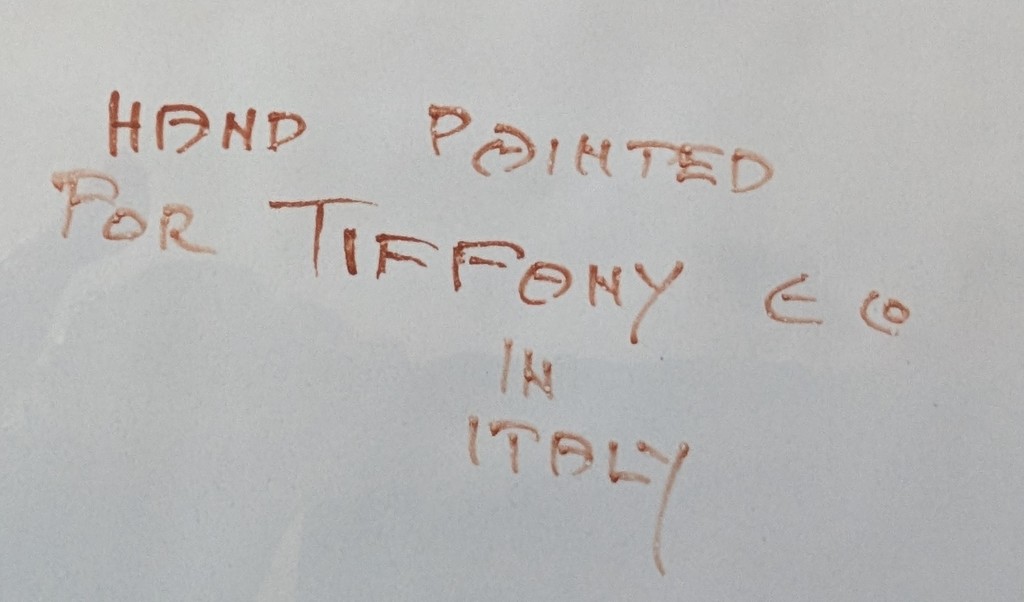 HAND PAINTED
FOR TIFFANY E CO
IN
ITALY